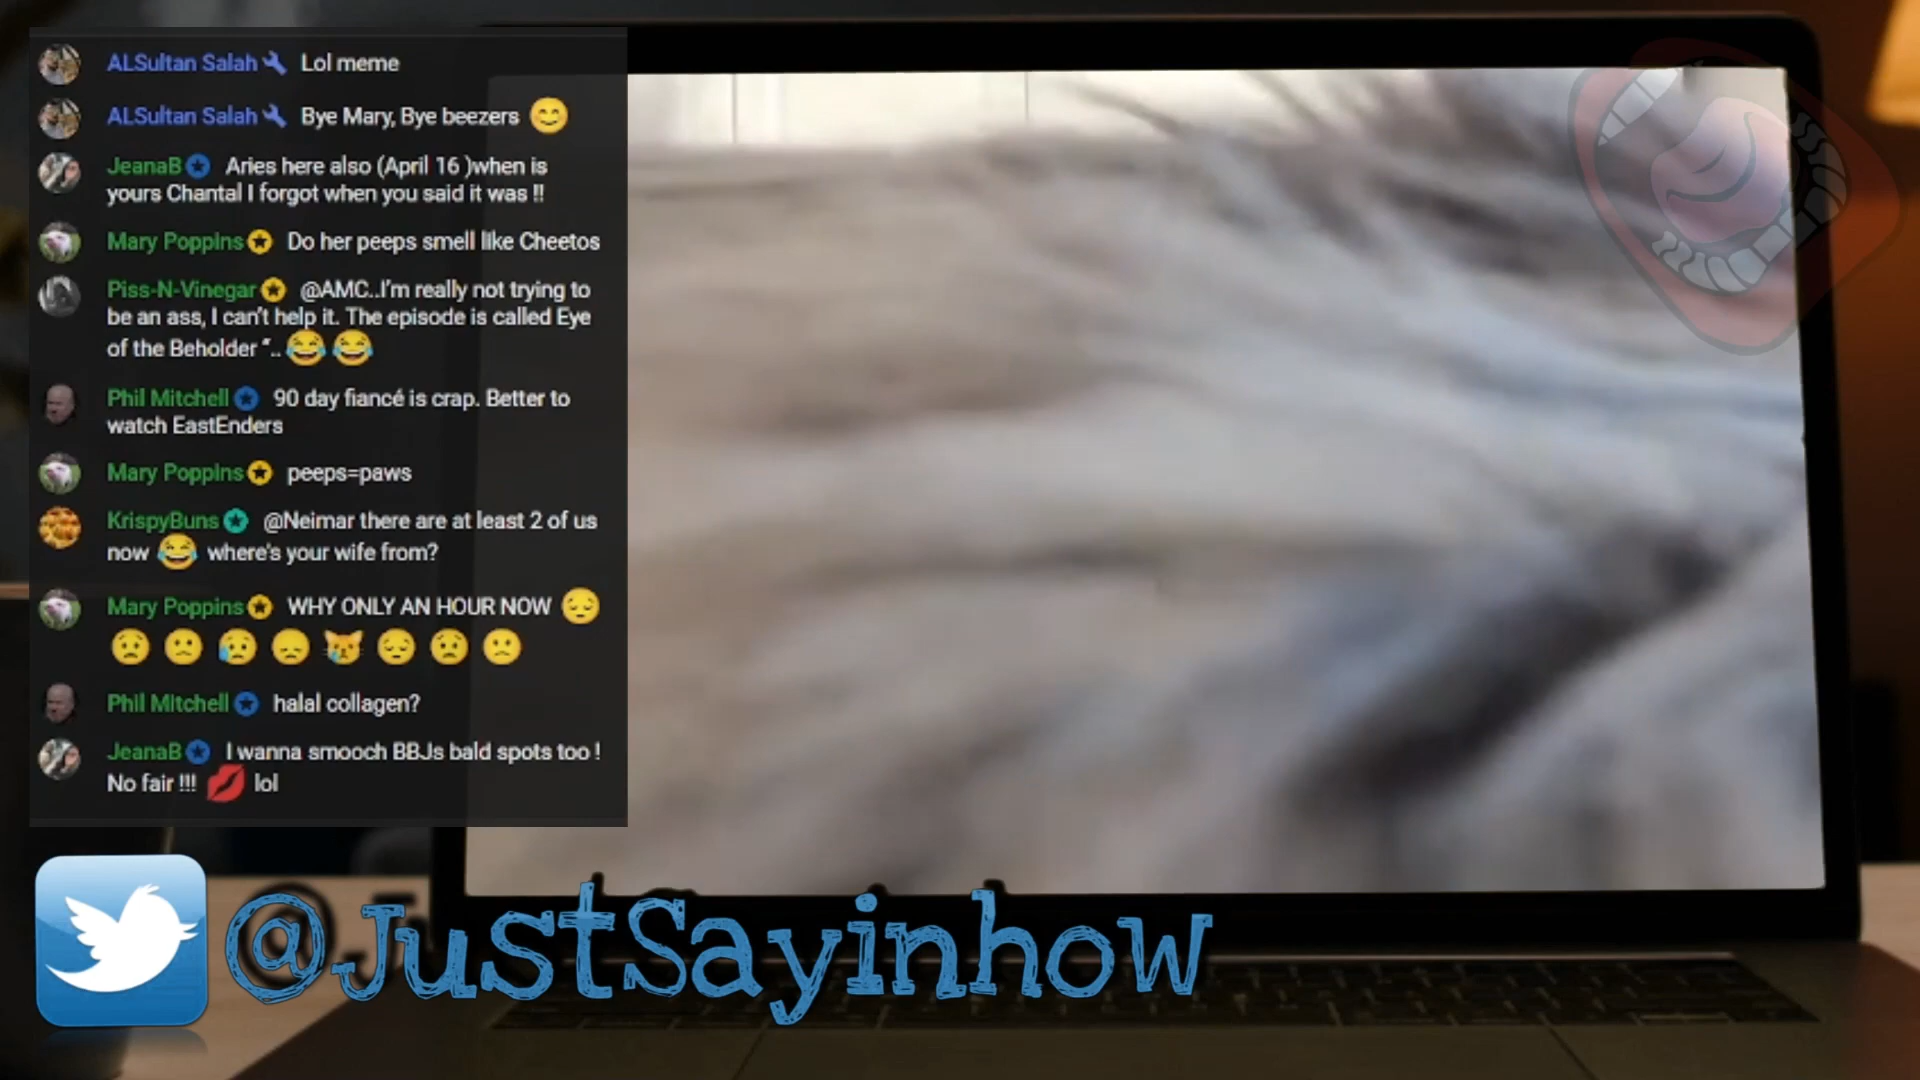 ALSultan Salah Lol meme
ALSultan Salah Bye Mary, Bye beezers 😊
JeanaB Aries here also (April 16 )when is
yours Chantal I forgot when you said it was !!
Mary Poppins Do her peeps smell like Cheetos
Piss-N-Vinegar @AMC..I'm really not trying to
be an ass, I can't help it. The episode is called Eye
of the Beholder “.. 😂 😂
Phil Mitchell 90 day fiancé is crap. Better to
watch EastEnders
Mary Poppins peeps=paws
KrispyBuns @Neimar there are at least 2 of us
now 😂 where's your wife from?
Mary Poppins WHY ONLY AN HOUR NOW 😔
😟 🙁 😥 😞 😿 😔 😟 🙁
Phil Mitchell halal collagen?
JeanaB I wanna smooch BBJs bald spots too !
No fair !!! 💋 lol
@JustSayinhow